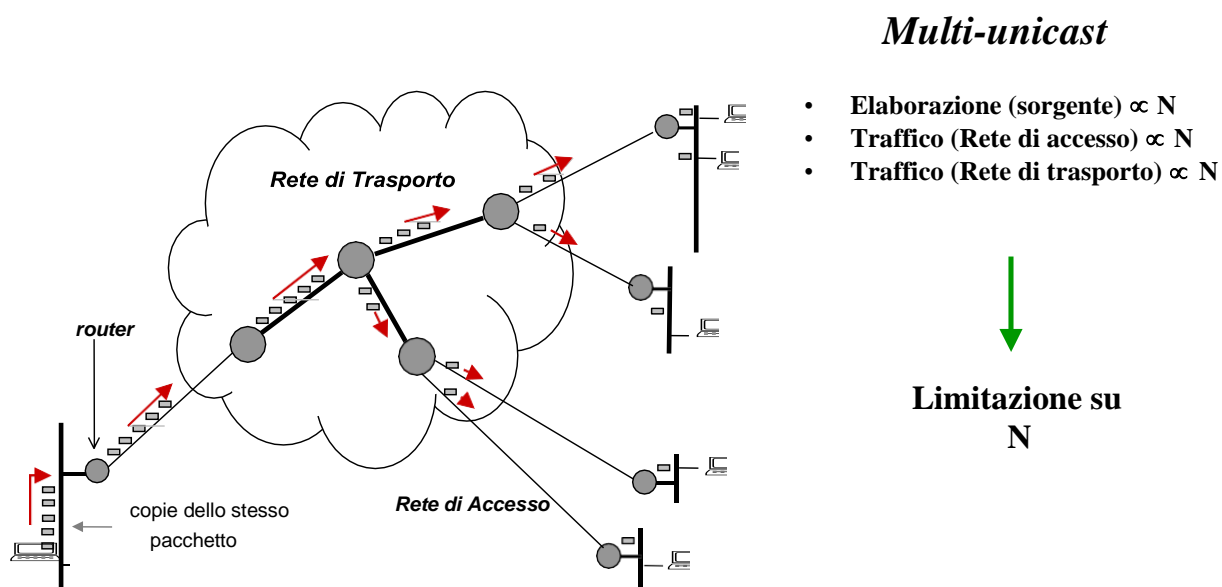 Multi-unicast
• Elaborazione (sorgente) ∝ N
• Traffico (Rete di accesso) ∝ N
• Traffico (Rete di trasporto) ∝ N
Limitazione su
N
Rete di Trasporto
router
Rete di Accesso
copie dello stesso
pacchetto